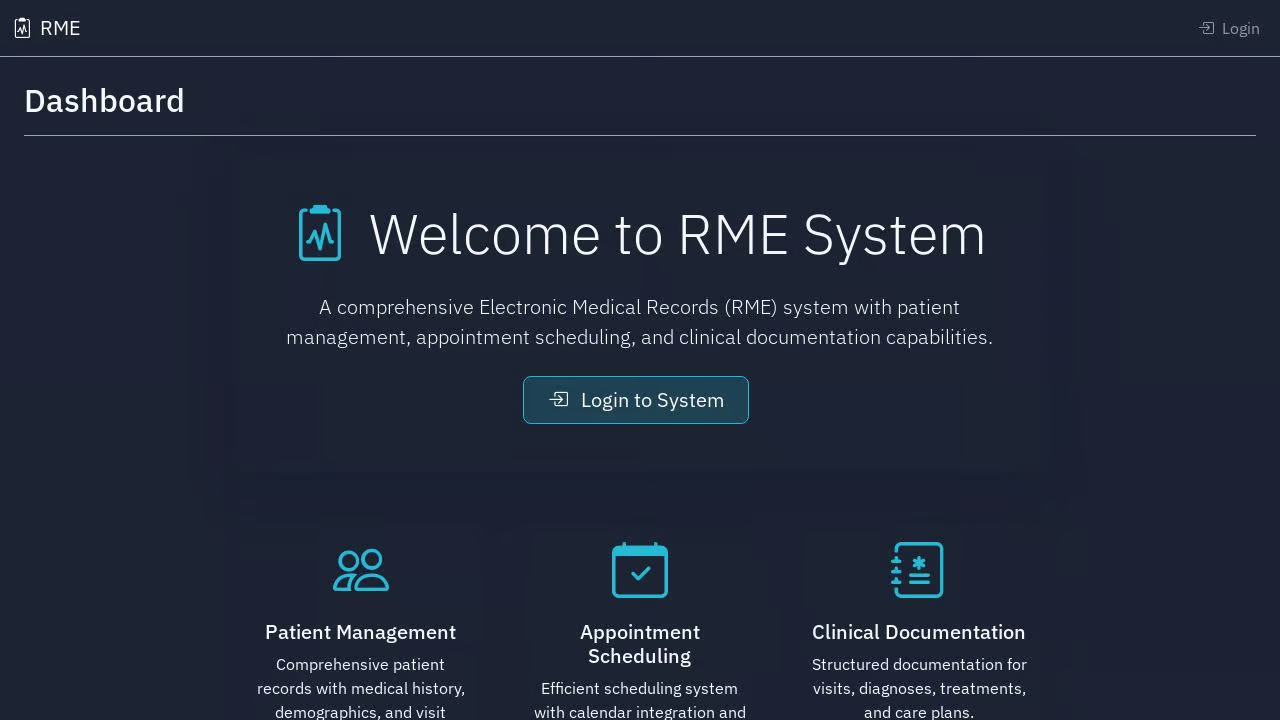 RME
Login
Dashboard
Welcome to RME System
A comprehensive Electronic Medical Records (RME) system with patient
management, appointment scheduling, and clinical documentation capabilities.
Login to System
Patient Management
Comprehensive patient
records with medical history,
demographics, and visit
Appointment
Scheduling
Efficient scheduling system
with calendar integration and
Clinical Documentation
Structured documentation for
visits, diagnoses, treatments,
and care plans.